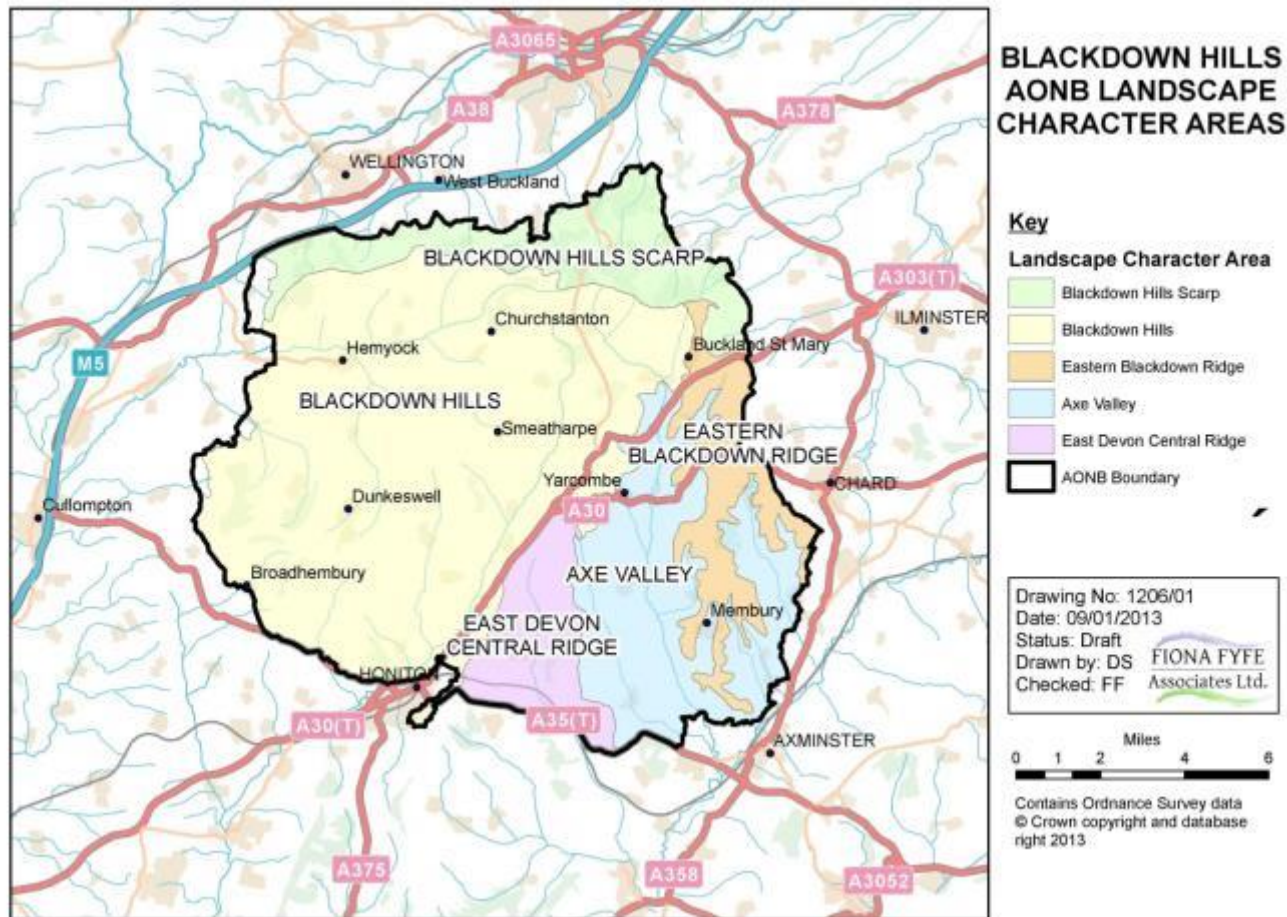 A3065
A38
A378
WELLINGTON
West Buckland
BLACKDOWN HILLS SCARP
A303(T)
Churchstanton
ILMINSTER
Hemyock
Buckland St Mary
M5
BLACKDOWN HILLS
Smeatharpe
EASTERN
BLACKDOWN RIDGE
Yarcombe
CHARD
Dunkeswell
Cullompton
A30
Broadhembury
AXE VALLEY
Membury
EAST DEVON
CENTRAL RIDGE
HONITON
A30(T)
A35(T)
AXMINSTER
A375
A358
A3052
BLACKDOWN HILLS
AONB LANDSCAPE
CHARACTER AREAS
Key
Landscape Character Area
Blackdown Hills Scarp
Blackdown Hills
Eastern Blackdown Ridge
Axe Valley
East Devon Central Ridge
AONB Boundary
Drawing No: 1206/01
Date: 09/01/2013
Status: Draft
Drawn by: DS
Checked: FF
FIONA FYFE
Associates Ltd.
Miles
0 1 2 4 6
Contains Ordnance Survey data
© Crown copyright and database
right 2013